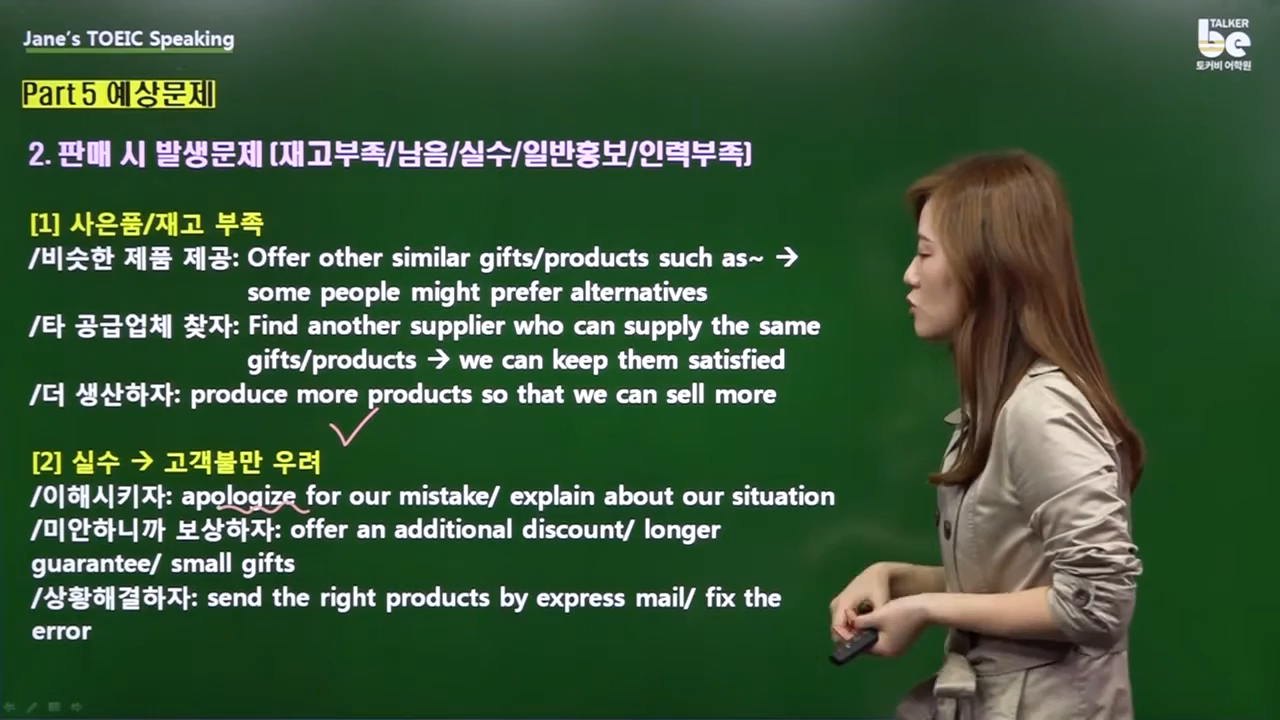 Jane's TOEIC Speaking
TALKER
be
토커비 어학원
Part 5 예상문제
2. 판매 시 발생문제 (재고부족/남음/실수/일반홍보/인력부족)
[1] 사은품/재고 부족
/비슷한 제품 제공: Offer other similar gifts/products such as~ →
some people might prefer alternatives
/타 공급업체 찾자: Find another supplier who can supply the same
gifts/products → we can keep them satisfied
/더 생산하자: produce more products so that we can sell more
[2] 실수 → 고객불만 우려
/이해시키자: apologize for our mistake/ explain about our situation
/미안하니까 보상하자: offer an additional discount/ longer
guarantee/ small gifts
/상황해결하자: send the right products by express mail/ fix the
error